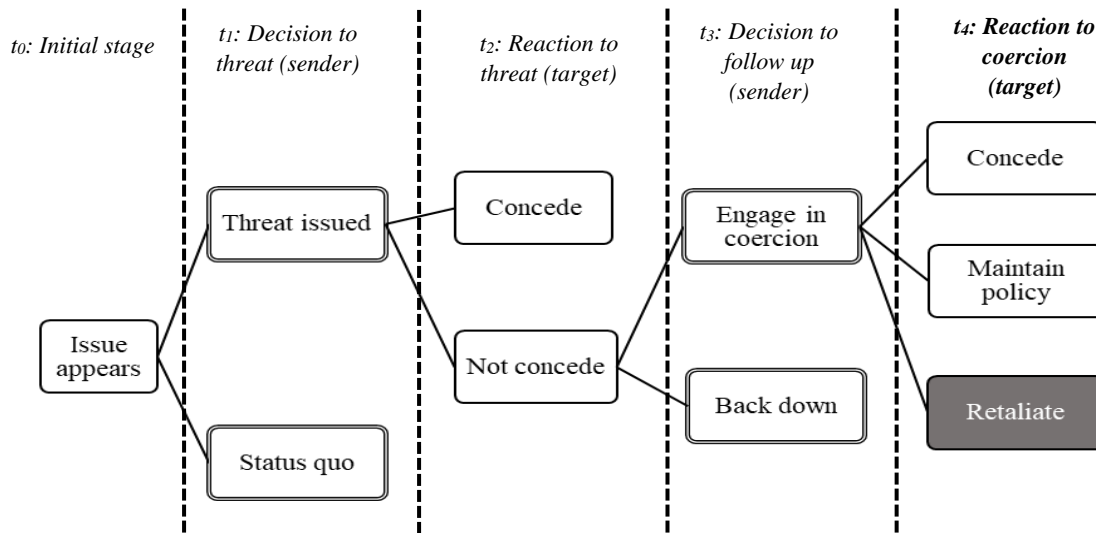 t0: Initial stage
t1: Decision to
threat (sender)
t2: Reaction to
threat (target)
t3: Decision to
follow up
(sender)
t4: Reaction to
coercion
(target)
Issue
appears
Threat issued
Status quo
Concede
Not concede
Engage in
coercion
Back down
Concede
Maintain
policy
Retaliate